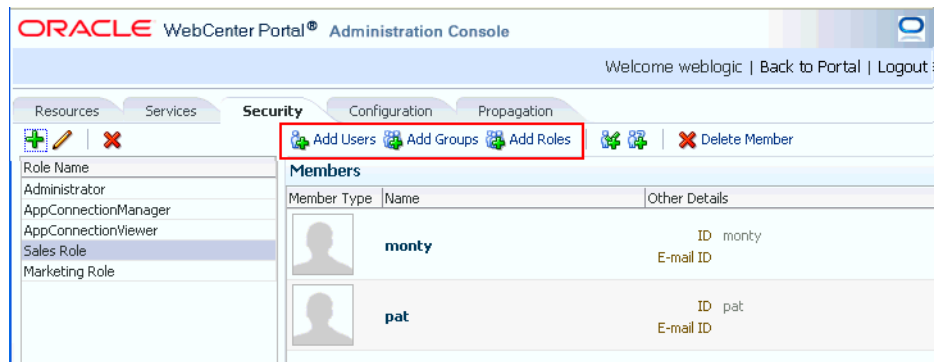 ORACLE WebCenter Portal® Administration Console
Welcome weblogic | Back to Portal | Logout
Resources Services Security Configuration Propagation
Add Users Add Groups Add Roles Delete Member
Role Name
Administrator
AppConnectionManager
AppConnectionViewer
Sales Role
Marketing Role
Members
Member Type Name Other Details
monty ID monty
E-mail ID
pat ID pat
E-mail ID